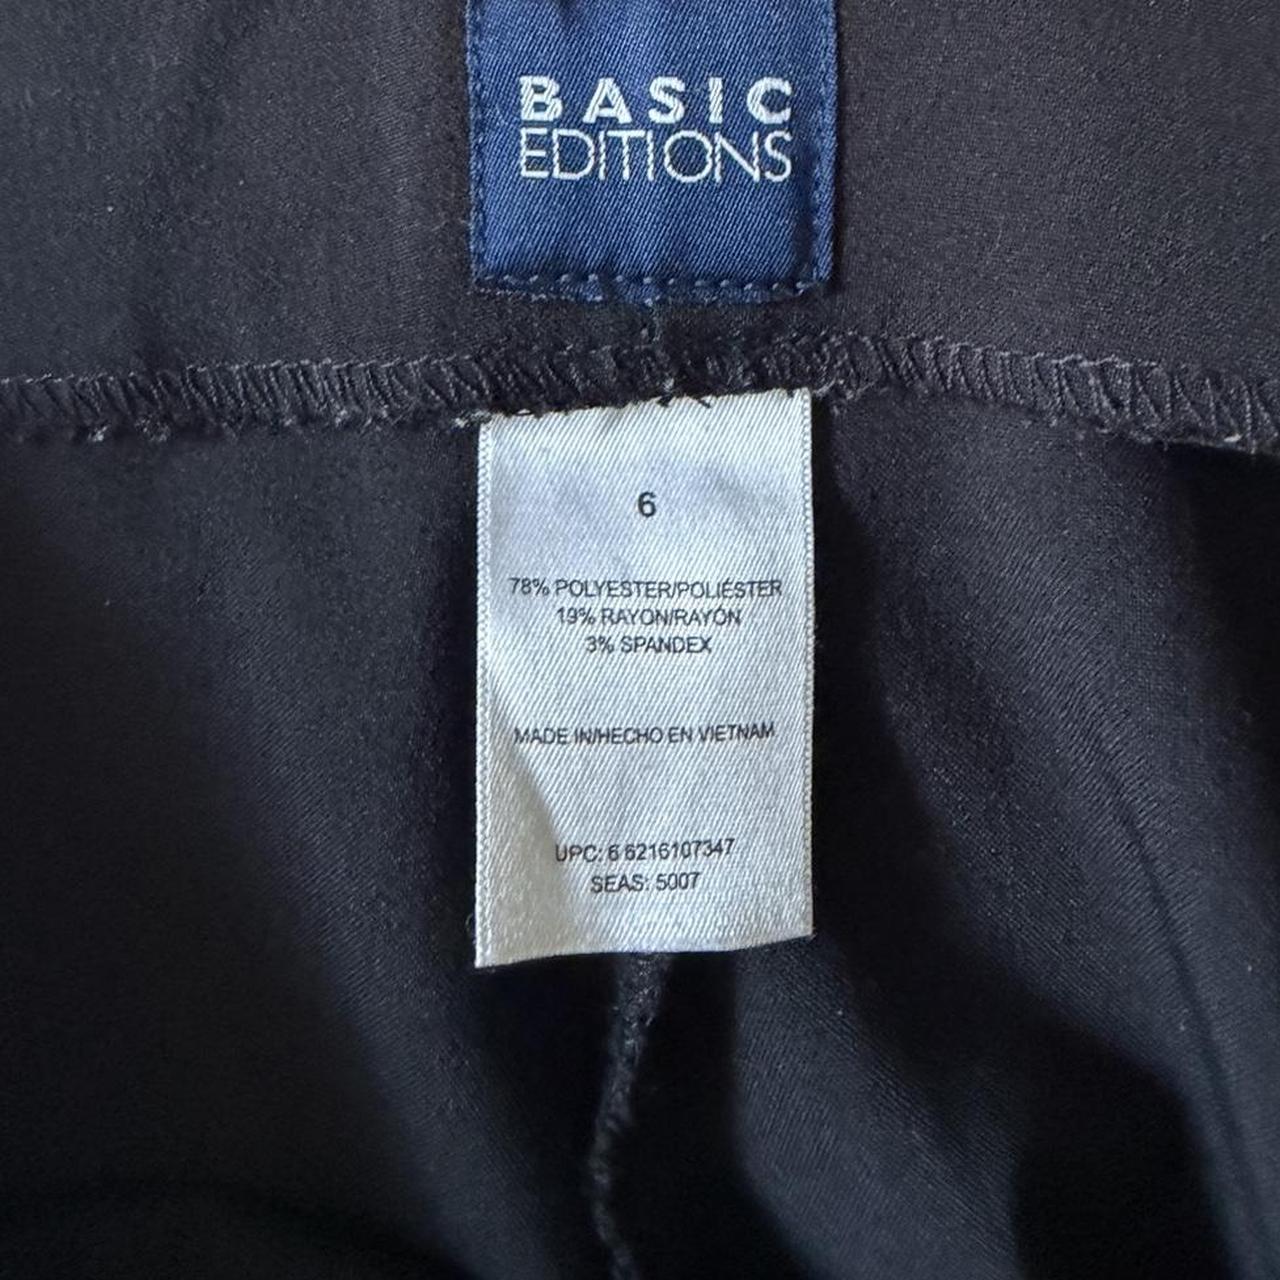 BASIC
EDITIONS
6
78% POLYESTER/POLIÉSTER
19% RAYON/RAYÓN
3% SPANDEX
MADE IN/HECHO EN VIETNAM
UPC: 6 6216107347
SEAS: 5007